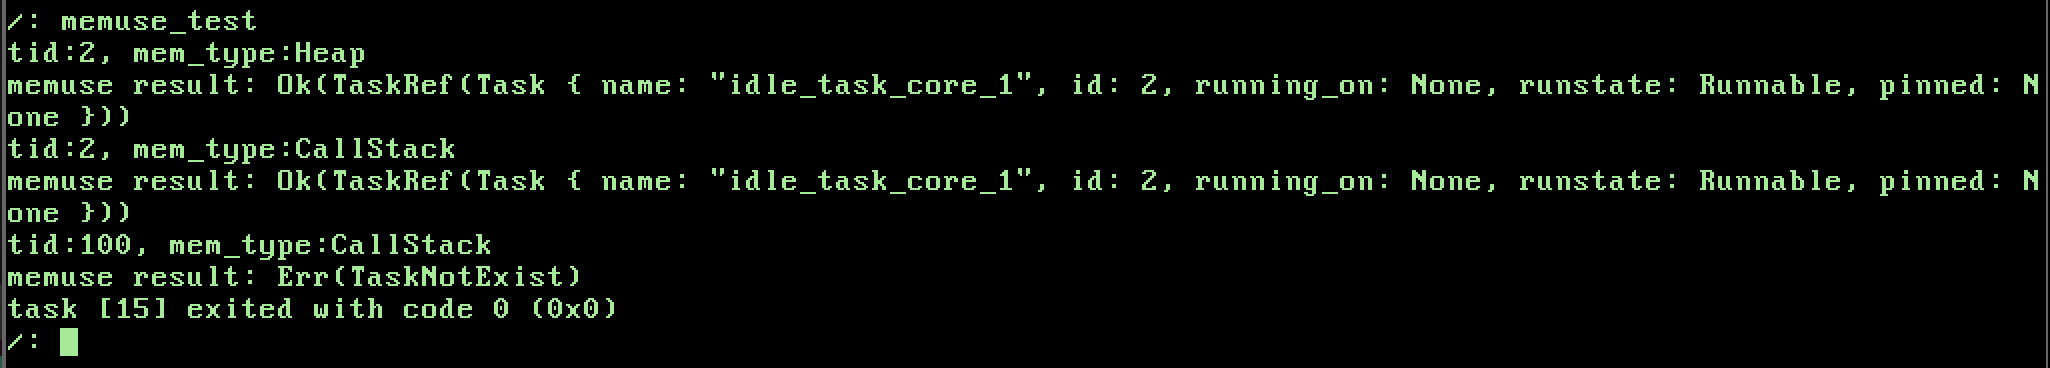 /: memuse_test
tid:2, mem_type:Heap
memuse result: Ok(TaskRef(Task { name: "idle_task_core_1", id: 2, running_on: None, runstate: Runnable, pinned: N
one }))
tid:2, mem_type:CallStack
memuse result: Ok(TaskRef(Task { name: "idle_task_core_1", id: 2, running_on: None, runstate: Runnable, pinned: N
one }))
tid:100, mem_type:CallStack
memuse result: Err(TaskNotExist)
task [15] exited with code 0 (0x0)
/: